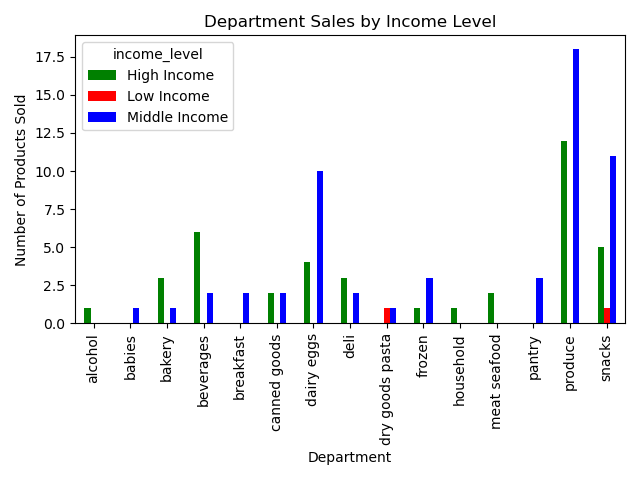 Department Sales by Income Level
income_level
High Income
Low Income
Middle Income
Number of Products Sold
17.5
15.0
12.5
10.0
7.5
5.0
2.5
0.0
alcohol
babies
bakery
beverages
breakfast
canned goods
dairy eggs
deli
dry goods pasta
frozen
household
meat seafood
pantry
produce
snacks
Department